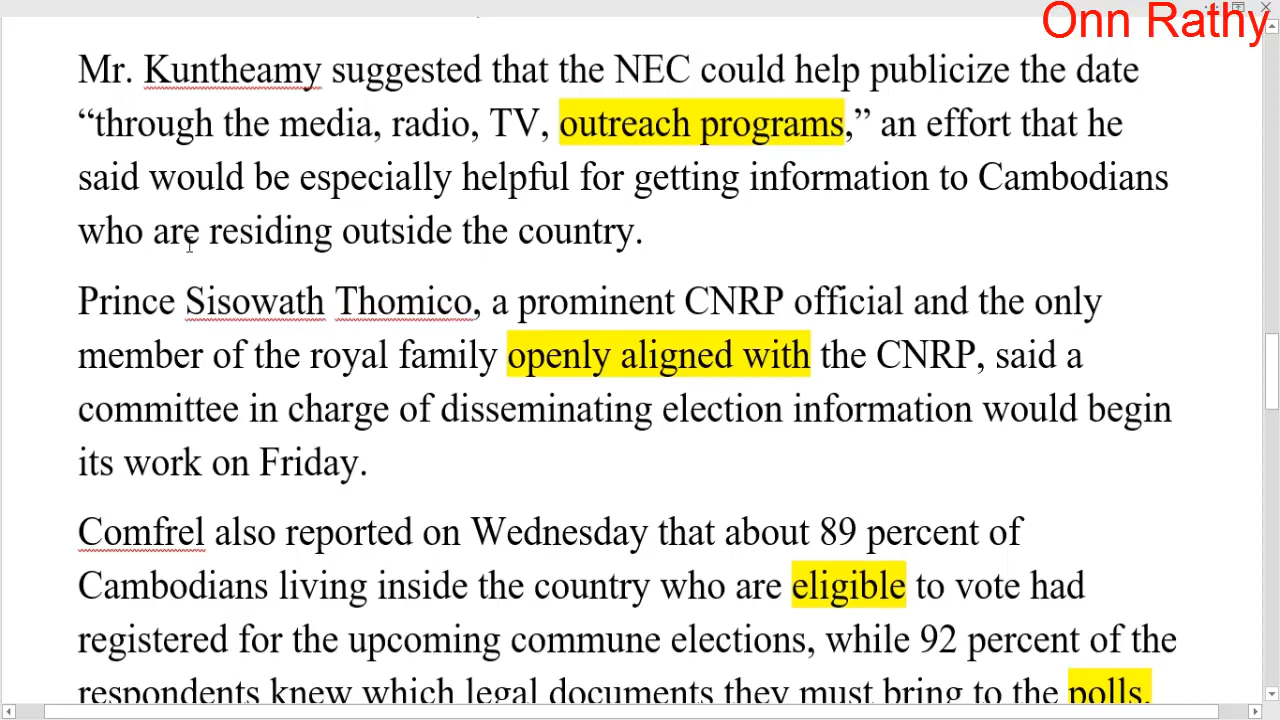 Onn Rathy
Mr. Kuntheamy suggested that the NEC could help publicize the date
“through the media, radio, TV, outreach programs,” an effort that he
said would be especially helpful for getting information to Cambodians
who are residing outside the country.
Prince Sisowath Thomico, a prominent CNRP official and the only
member of the royal family openly aligned with the CNRP, said a
committee in charge of disseminating election information would begin
its work on Friday.
Comfrel also reported on Wednesday that about 89 percent of
Cambodians living inside the country who are eligible to vote had
registered for the upcoming commune elections, while 92 percent of the
respondents knew which legal documents they must bring to the polls.